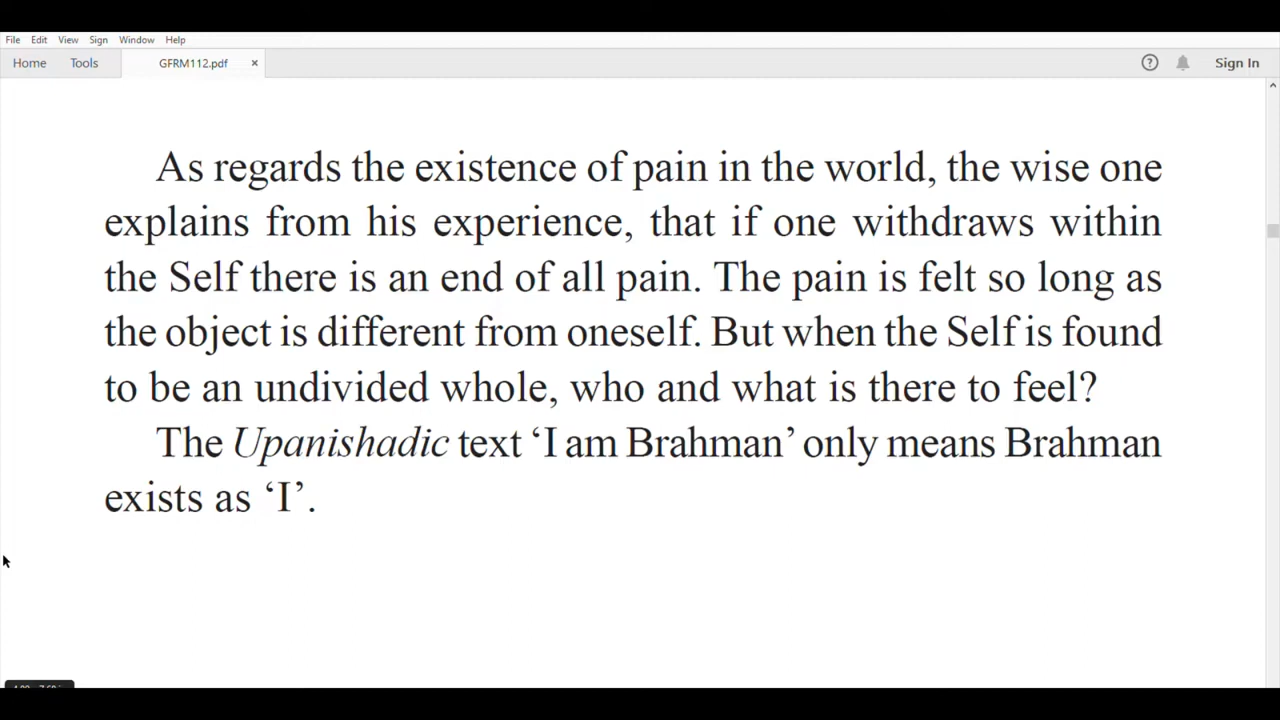 File Edit View Sign Window Help
Home Tools GFRM112.pdf × ? Sign In
As regards the existence of pain in the world, the wise one
explains from his experience, that if one withdraws within
the Self there is an end of all pain. The pain is felt so long as
the object is different from oneself. But when the Self is found
to be an undivided whole, who and what is there to feel?
The Upanishadic text ‘I am Brahman’ only means Brahman
exists as ‘I’.